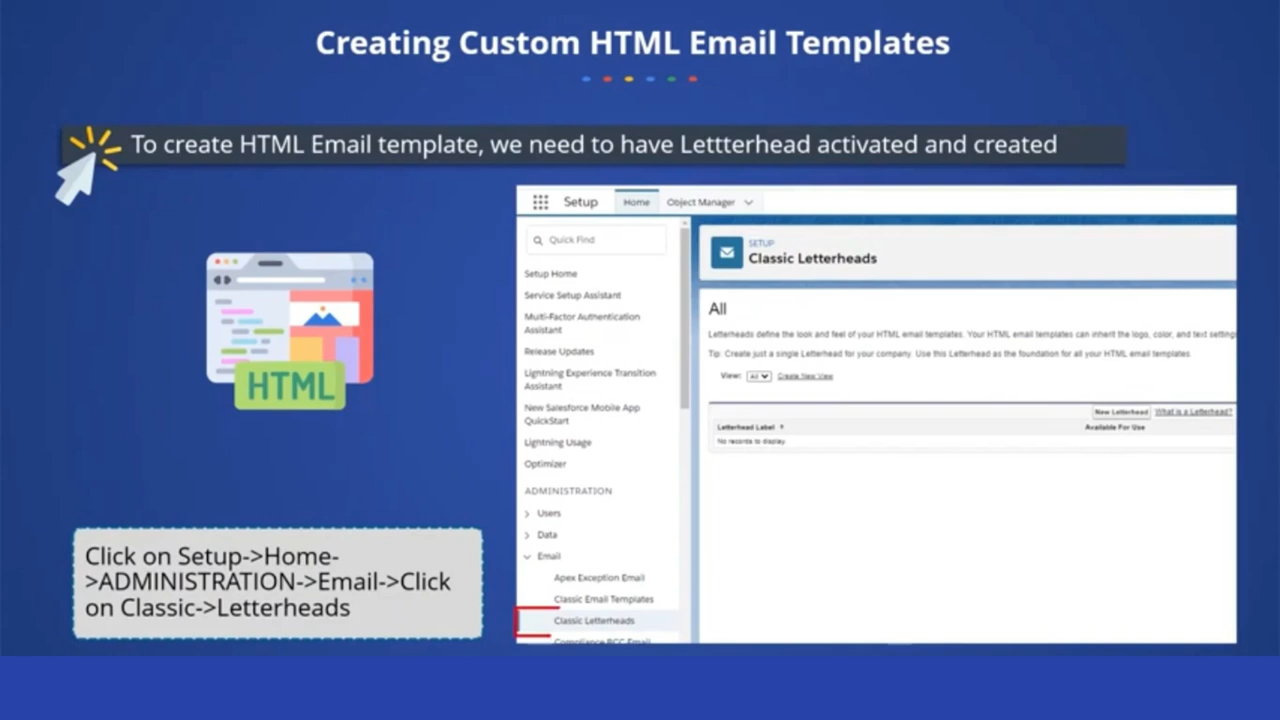 Creating Custom HTML Email Templates
To create HTML Email template, we need to have Lettterhead activated and created
HTML
Click on Setup->Home-
>ADMINISTRATION->Email->Click
on Classic->Letterheads
Setup Home Object Manager
Quick Find
Setup Home
Service Setup Assistant
Multi-Factor Authentication
Assistant
Release Updates
Lightning Experience Transition
Assistant
New Salesforce Mobile App
QuickStart
Lightning Usage
Optimizer
ADMINISTRATION
Users
Data
Email
Apex Exception Email
Classic Email Templates
Classic Letterheads
Compliance BCC Email
SETUP
Classic Letterheads
All
Letterheads define the look and feel of your HTML email templates. Your HTML email templates can inherit the logo, color, and text setting
Tip: Create just a single Letterhead for your company. Use this Letterhead as the foundation for all your HTML email templates
View: All Create New View
New Letterhead What is a Letterhead?
Letterhead Label ↑ Available For Use
No records to display.